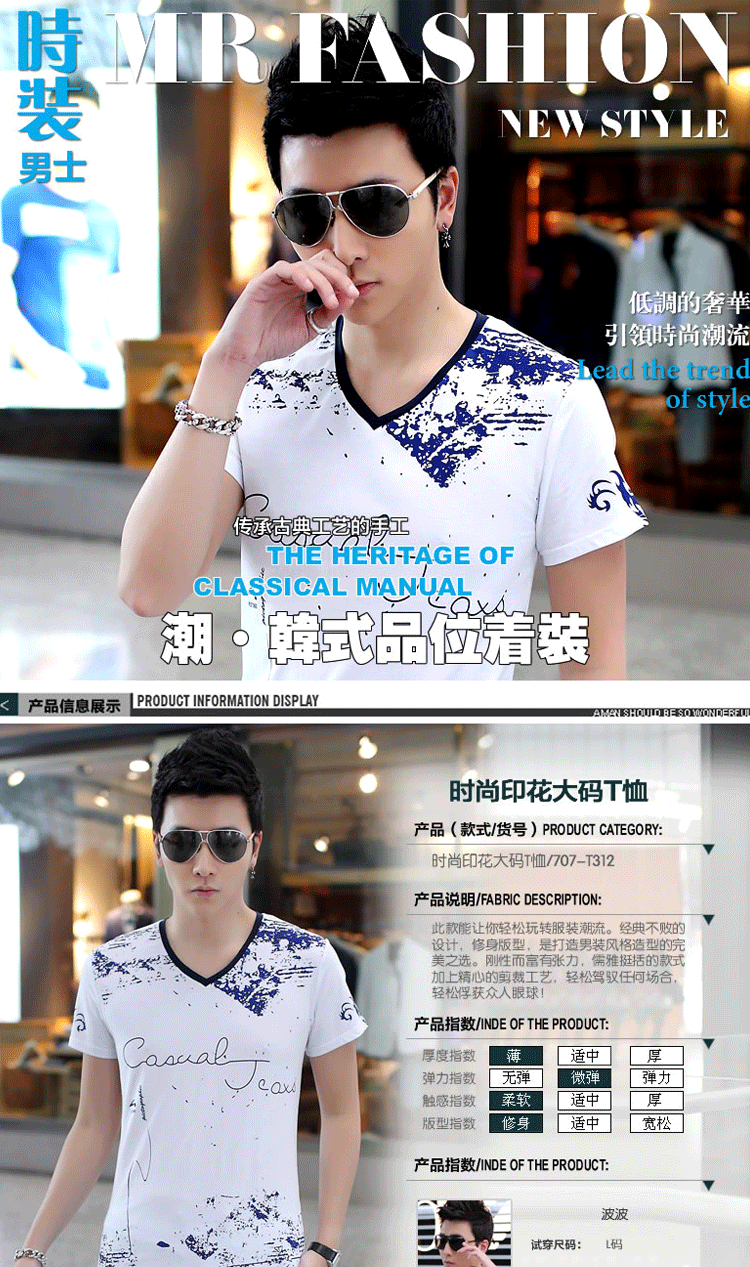 時裝
男士
MR FASHION
NEW STYLE
低調的奢華
引領時尚潮流
Lead the trend
of style
传承古典工艺的手工
THE HERITAGE OF
CLASSICAL MANUAL
潮·韓式品位着裝
< 产品信息展示 PRODUCT INFORMATION DISPLAY
A MAN SHOULD BE SO WONDERFUL
Casual Jeaxs
时尚印花大码T恤
产品（款式/货号）PRODUCT CATEGORY:
时尚印花大码T恤/707-T312
产品说明/FABRIC DESCRIPTION:
此款能让你轻松玩转服装潮流。经典不败的
设计，修身版型，是打造男装风格造型的完
美之选。刚性而富有张力，儒雅挺括的款式
加上精心的剪裁工艺，轻松驾驭任何场合，
轻松俘获众人眼球！
产品指数/INDE OF THE PRODUCT:
厚度指数 薄 适中 厚
弹力指数 无弹 微弹 弹力
触感指数 柔软 适中 厚
版型指数 修身 适中 宽松
产品指数/INDE OF THE PRODUCT:
波波
试穿尺码： L码